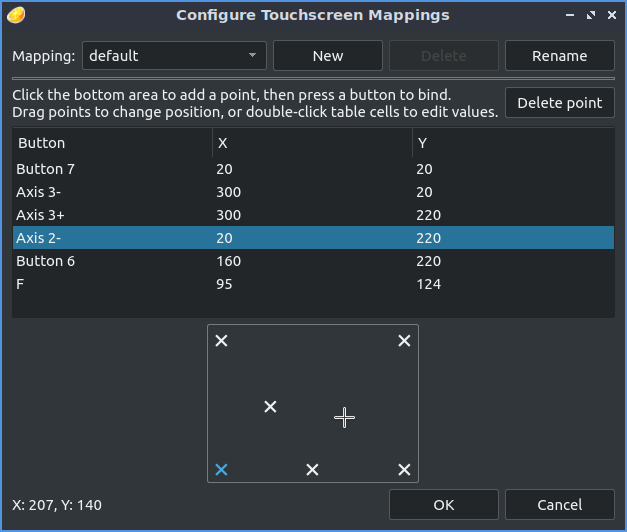 Configure Touchscreen Mappings
Mapping: default New Delete Rename
Click the bottom area to add a point, then press a button to bind.
Drag points to change position, or double-click table cells to edit values.
Delete point
Button X Y
Button 7 20 20
Axis 3- 300 20
Axis 3+ 300 220
Axis 2- 20 220
Button 6 160 220
F 95 124
X: 207, Y: 140 OK Cancel